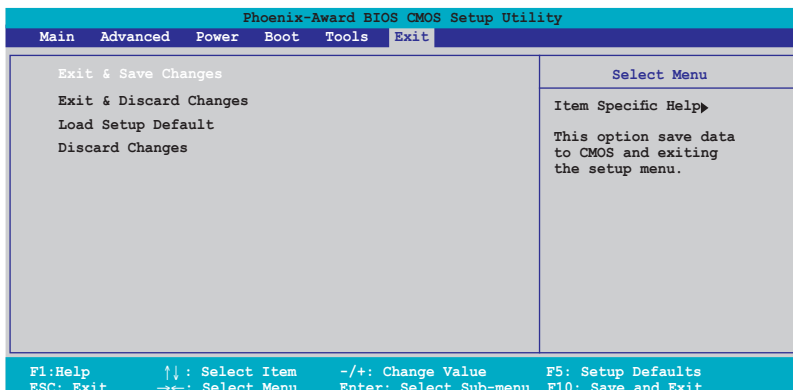 Phoenix-Award BIOS CMOS Setup Utility
Main Advanced Power Boot Tools Exit
Exit & Save Changes
Exit & Discard Changes
Load Setup Default
Discard Changes
Select Menu
Item Specific Help▶
This option save data
to CMOS and exiting
the setup menu.
F1:Help ↑↓: Select Item -/+: Change Value F5: Setup Defaults
ESC: Exit →←: Select Menu Enter: Select Sub-menu F10: Save and Exit